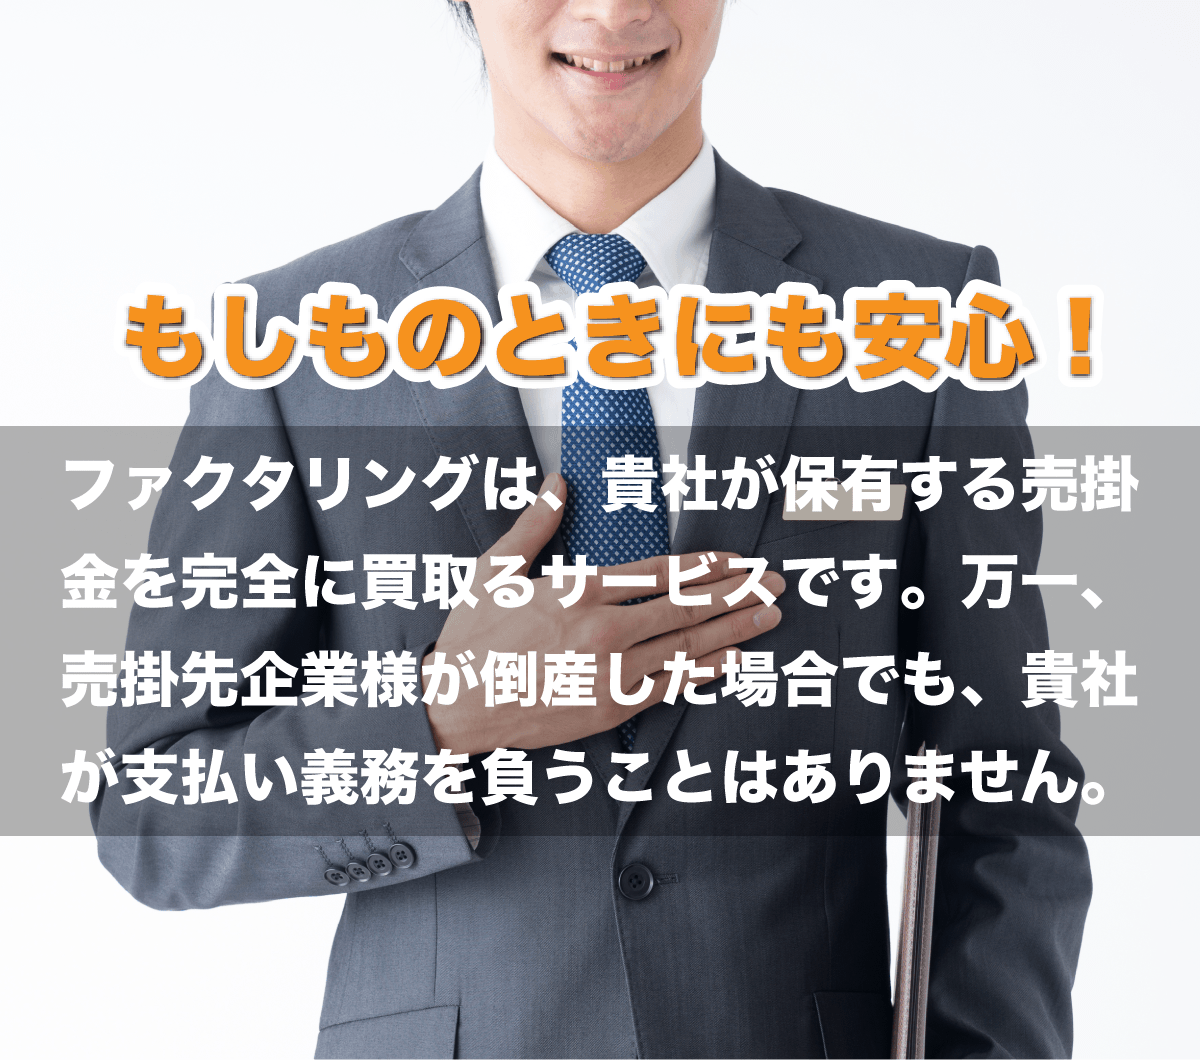 もしものときにも安心！
ファクタリングは、貴社が保有する売掛
金を完全に買取るサービスです。万一、
売掛先企業様が倒産した場合でも、貴社
が支払い義務を負うことはありません。